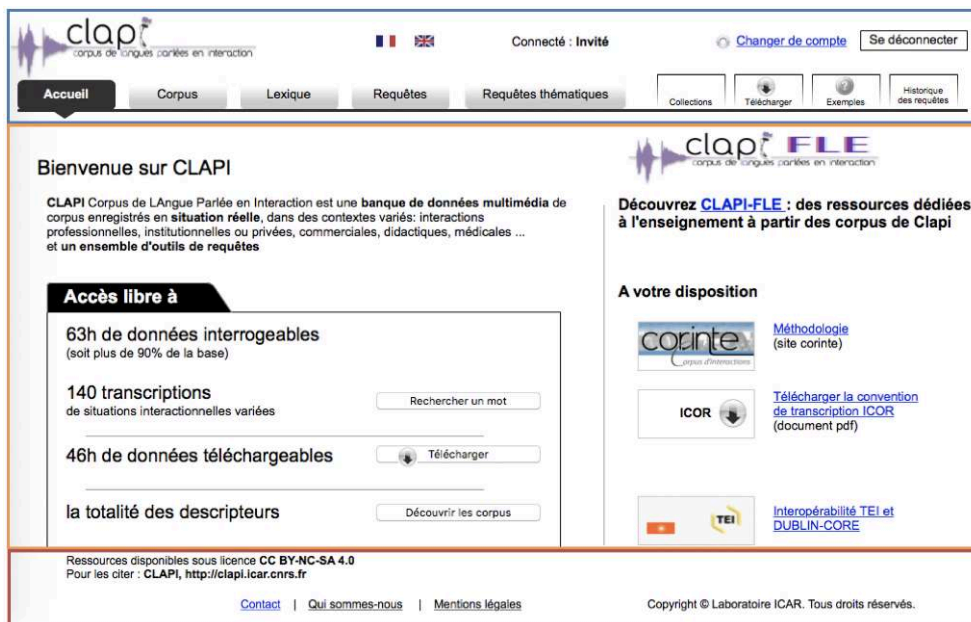 clapi
corpus de langues parlées en interaction
Connecté : Invité
Changer de compte
Se déconnecter
Accueil
Corpus
Lexique
Requêtes
Requêtes thématiques
Collections
Télécharger
Exemples
Historique
des requêtes
Bienvenue sur CLAPI
CLAPI Corpus de LAngue Parlée en Interaction est une banque de données multimédia de
corpus enregistrés en situation réelle, dans des contextes variés: interactions
professionnelles, institutionnelles ou privées, commerciales, didactiques, médicales ...
et un ensemble d'outils de requêtes
Accès libre à
63h de données interrogeables
(soit plus de 90% de la base)
140 transcriptions
de situations interactionnelles variées
Rechercher un mot
46h de données téléchargeables
Télécharger
la totalité des descripteurs
Découvrir les corpus
clapi FLE
corpus de langues parlées en interaction
Découvrez CLAPI-FLE : des ressources dédiées
à l'enseignement à partir des corpus de Clapi
A votre disposition
corinte
Corpus d'interactions
Méthodologie
(site corinte)
ICOR
Télécharger la convention
de transcription ICOR
(document pdf)
TEI
Interopérabilité TEI et
DUBLIN-CORE
Ressources disponibles sous licence CC BY-NC-SA 4.0
Pour les citer : CLAPI, http://clapi.icar.cnrs.fr
Contact | Qui sommes-nous | Mentions légales
Copyright © Laboratoire ICAR. Tous droits réservés.